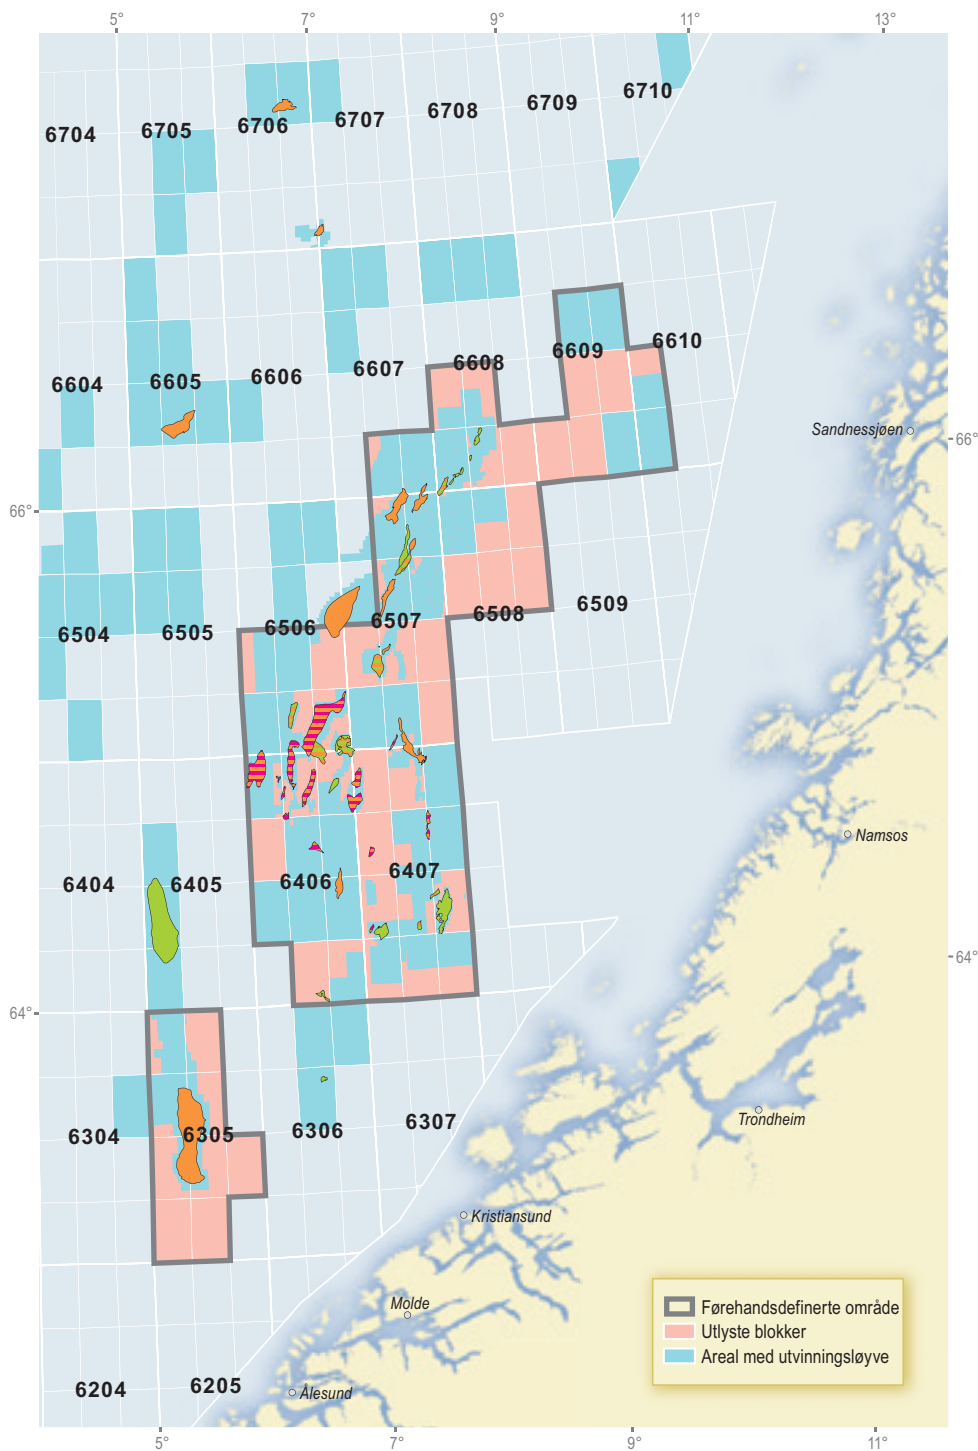 5° 7° 9° 11° 13°
6710
6709
6708
6707
6706
6705
6704
6610
6609
6608
6607
6606
6605
6604
Sandnessjøen
66° 66°
6509
6508
6507
6506
6505
6504
Namsos
6407
6406
6405
6404
64° 64°
Trondheim
6307
6306
6305
6304
Kristiansund
Molde
Førehandsdefinerte område
Utlyste blokker
Areal med utvinningsløyve
6205
6204
Ålesund
5° 7° 9° 11°